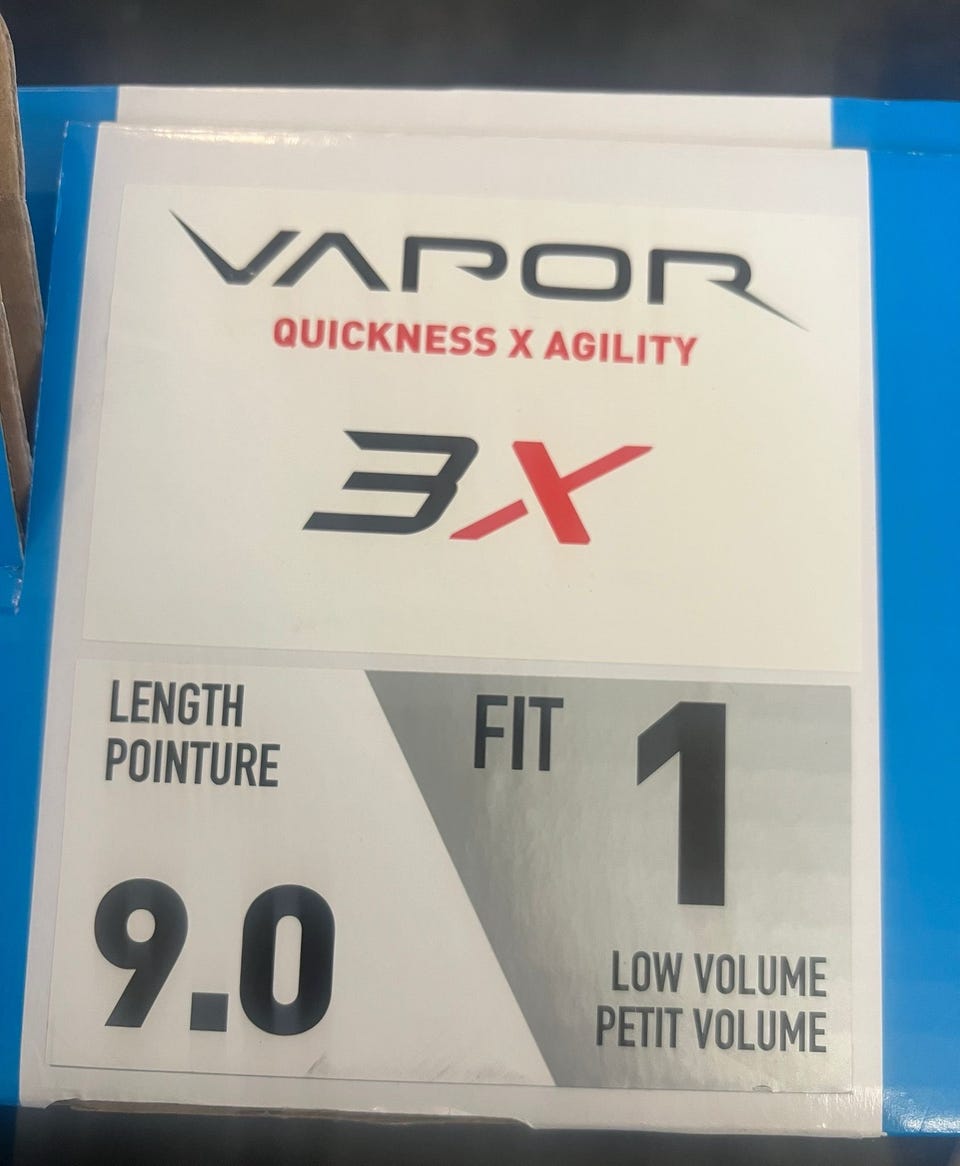 VAPOR
QUICKNESS X AGILITY
3X
LENGTH
POINTURE
9.0
FIT 1
LOW VOLUME
PETIT VOLUME